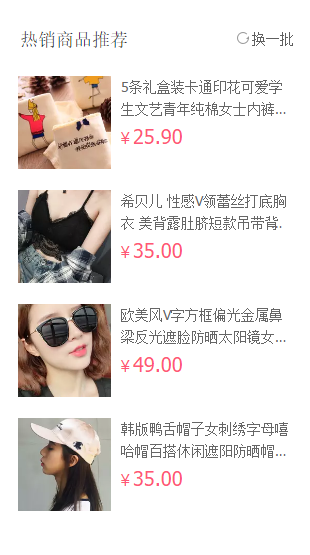 热销商品推荐
换一批
5条礼盒装卡通印花可爱学
生文艺青年纯棉女士内裤...
¥25.90
希贝儿 性感V领蕾丝打底胸
衣 美背露肚脐短款吊带背.
¥35.00
欧美风V字方框偏光金属鼻
梁反光遮脸防晒太阳镜女...
¥49.00
韩版鸭舌帽子女刺绣字母嘻
哈帽百搭休闲遮阳防晒帽...
¥35.00